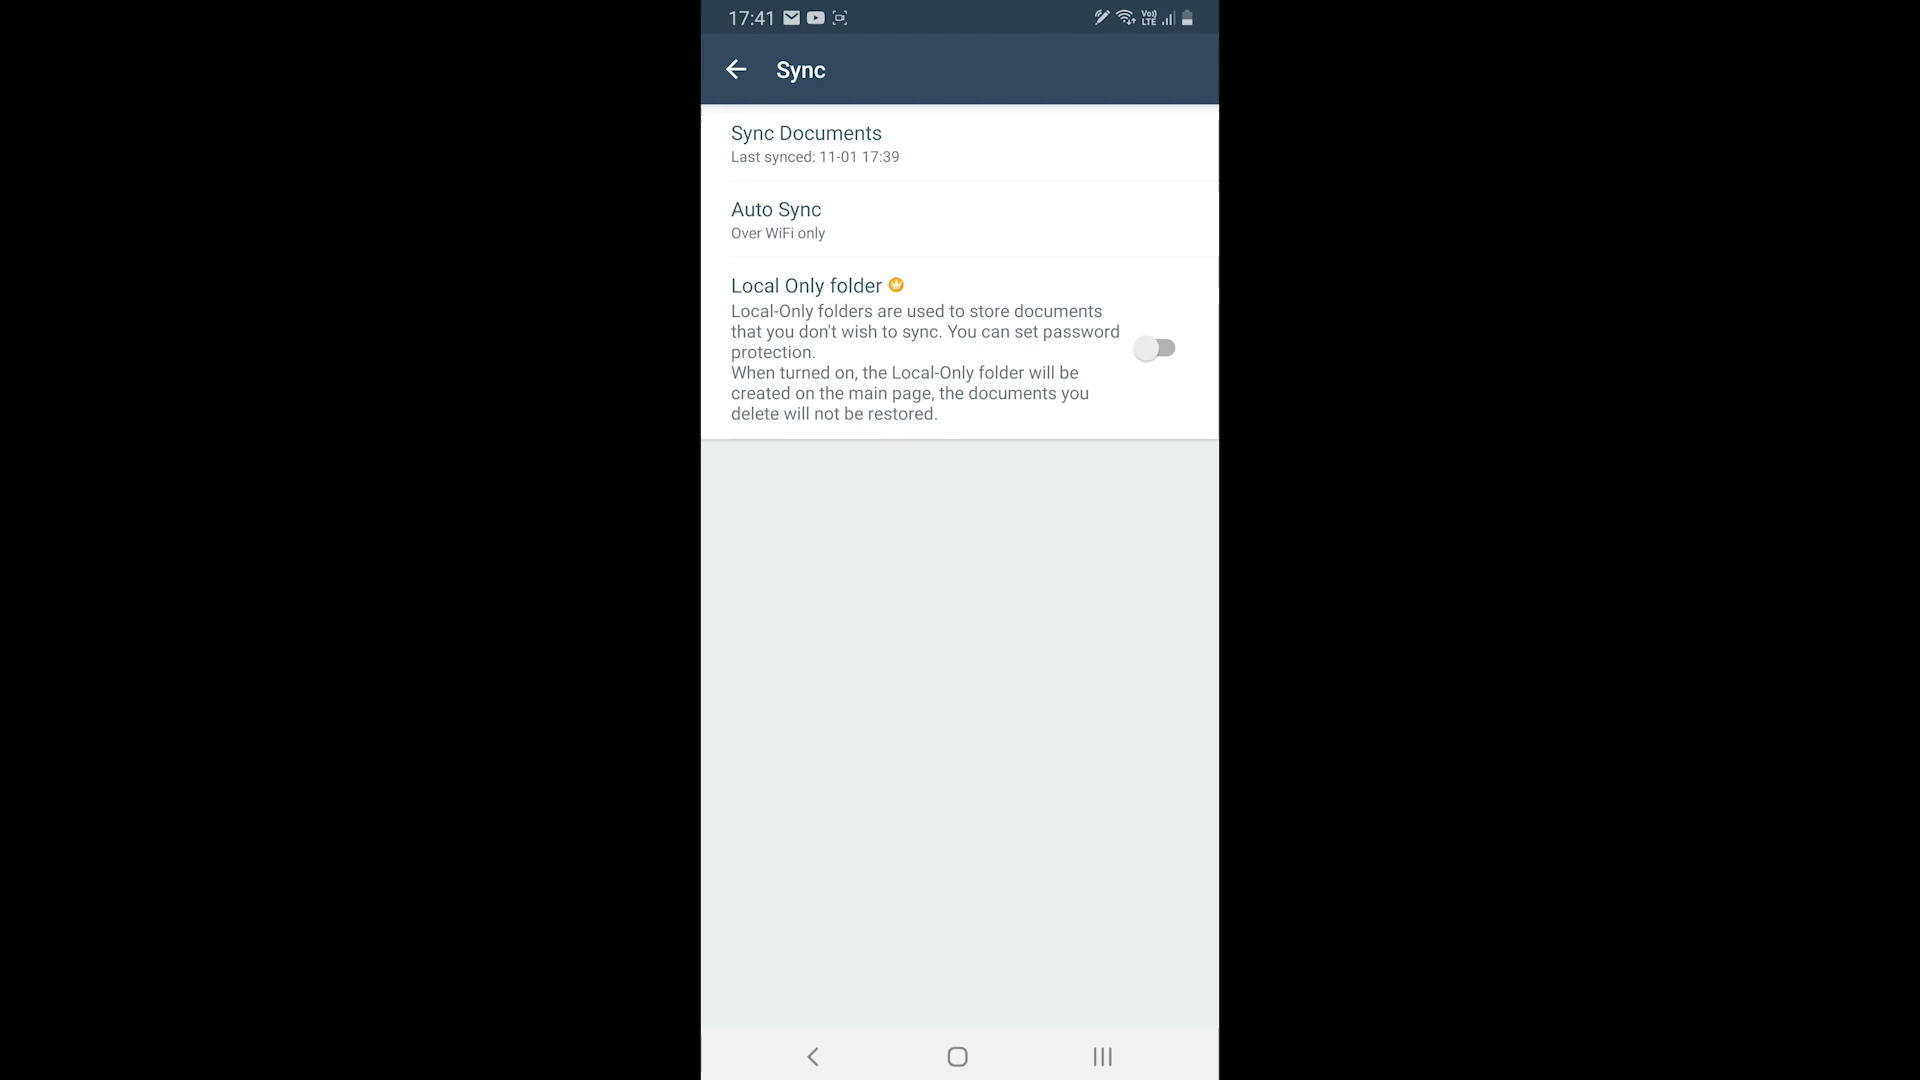 17:41
Vo)) LTE
Sync
Sync Documents
Last synced: 11-01 17:39
Auto Sync
Over WiFi only
Local Only folder
Local-Only folders are used to store documents
that you don't wish to sync. You can set password
protection.
When turned on, the Local-Only folder will be
created on the main page, the documents you
delete will not be restored.